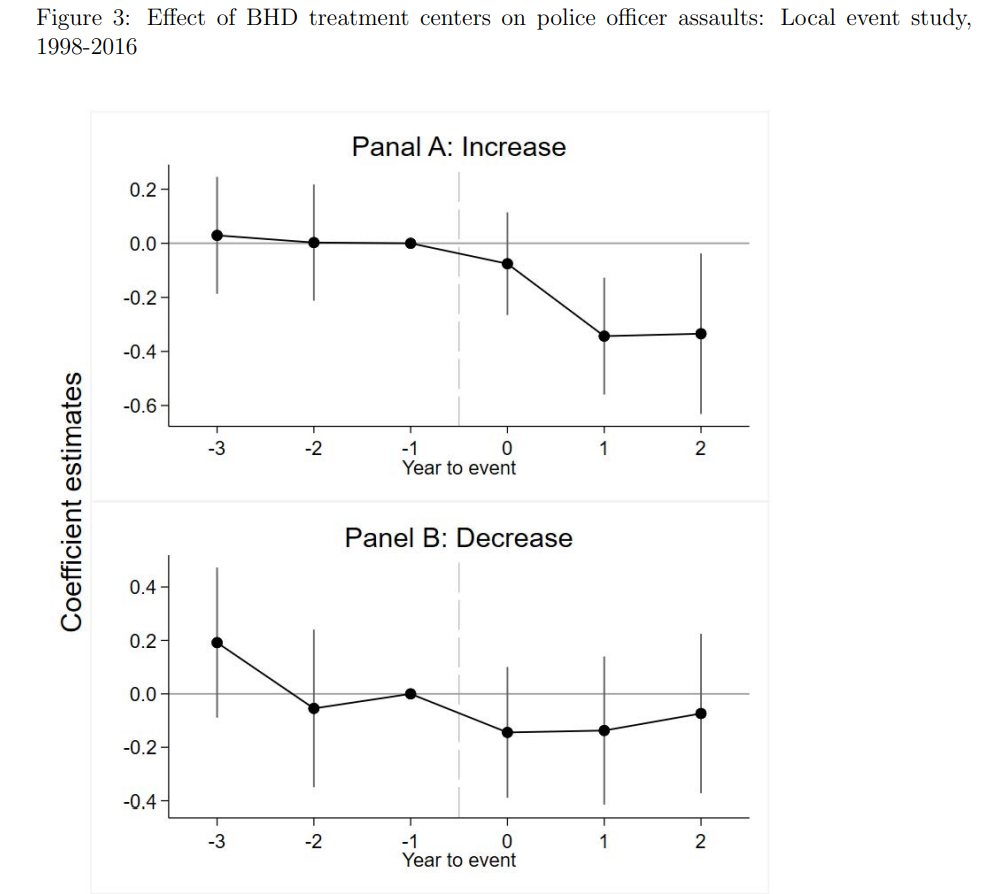 Figure 3: Effect of BHD treatment centers on police officer assaults: Local event study,
1998-2016
Coefficient estimates
Panal A: Increase
0.2
0.0
-0.2
-0.4
-0.6
-3 -2 -1 0 1 2
Year to event
Panel B: Decrease
0.4
0.2
0.0
-0.2
-0.4
-3 -2 -1 0 1 2
Year to event